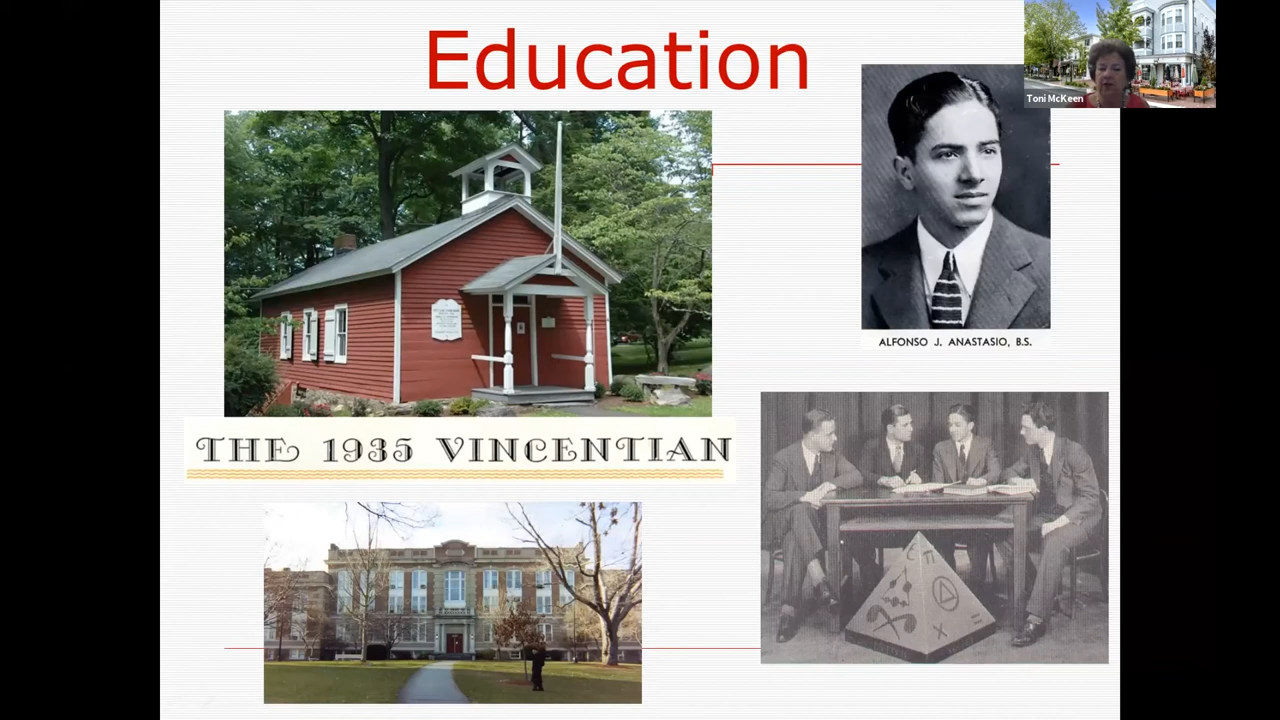 Education
Toni McKeen
ALFONSO J. ANASTASIO, B.S.
THE 1935 VINCENTIAN